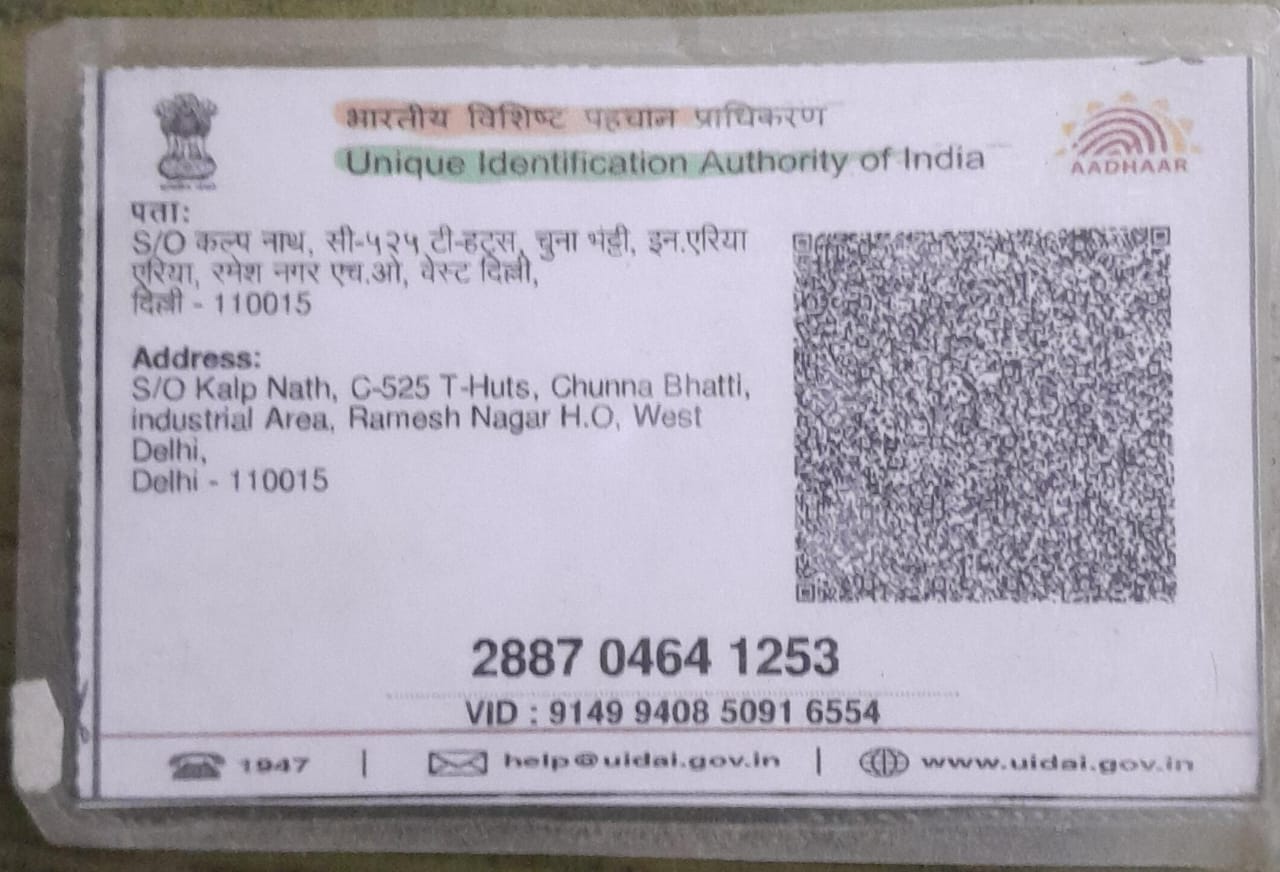 भारतीय विशिष्ट पहचान प्राधिकरण
Unique Identification Authority of India
AADHAAR
पता:
S/O कल्प नाथ, सी-५२५ टी-हट्स, चुना भंट्टी, इन.एरिया
एरिया, रमेश नगर एच.ओ, वेस्ट दिल्ली,
दिल्ली - 110015
Address:
S/O Kalp Nath, C-525 T-Huts, Chunna Bhatti,
industrial Area, Ramesh Nagar H.O, West
Delhi,
Delhi - 110015
2887 0464 1253
VID : 9149 9408 5091 6554
1947 | help@uidai.gov.in | www.uidai.gov.in